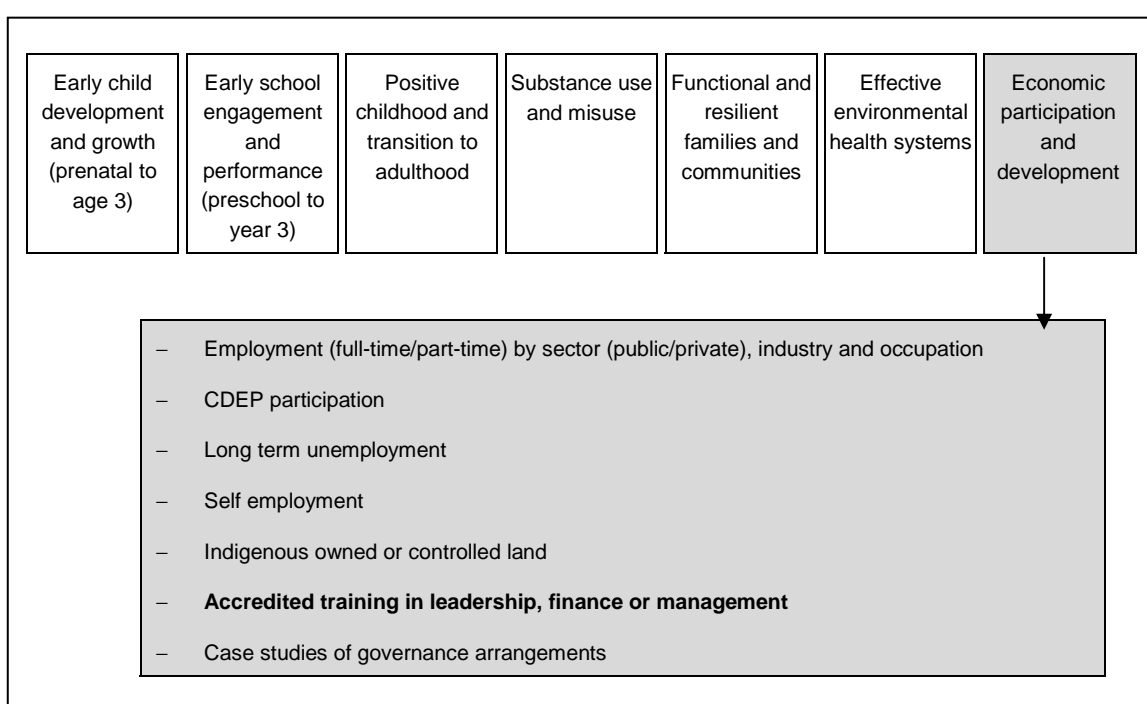 Early child
development
and growth
(prenatal to
age 3)
Early school
engagement
and
performance
(preschool to
year 3)
Positive
childhood and
transition to
adulthood
Substance use
and misuse
Functional and
resilient
families and
communities
Effective
environmental
health systems
Economic
participation
and
development
– Employment (full-time/part-time) by sector (public/private), industry and occupation
– CDEP participation
– Long term unemployment
– Self employment
– Indigenous owned or controlled land
– Accredited training in leadership, finance or management
– Case studies of governance arrangements